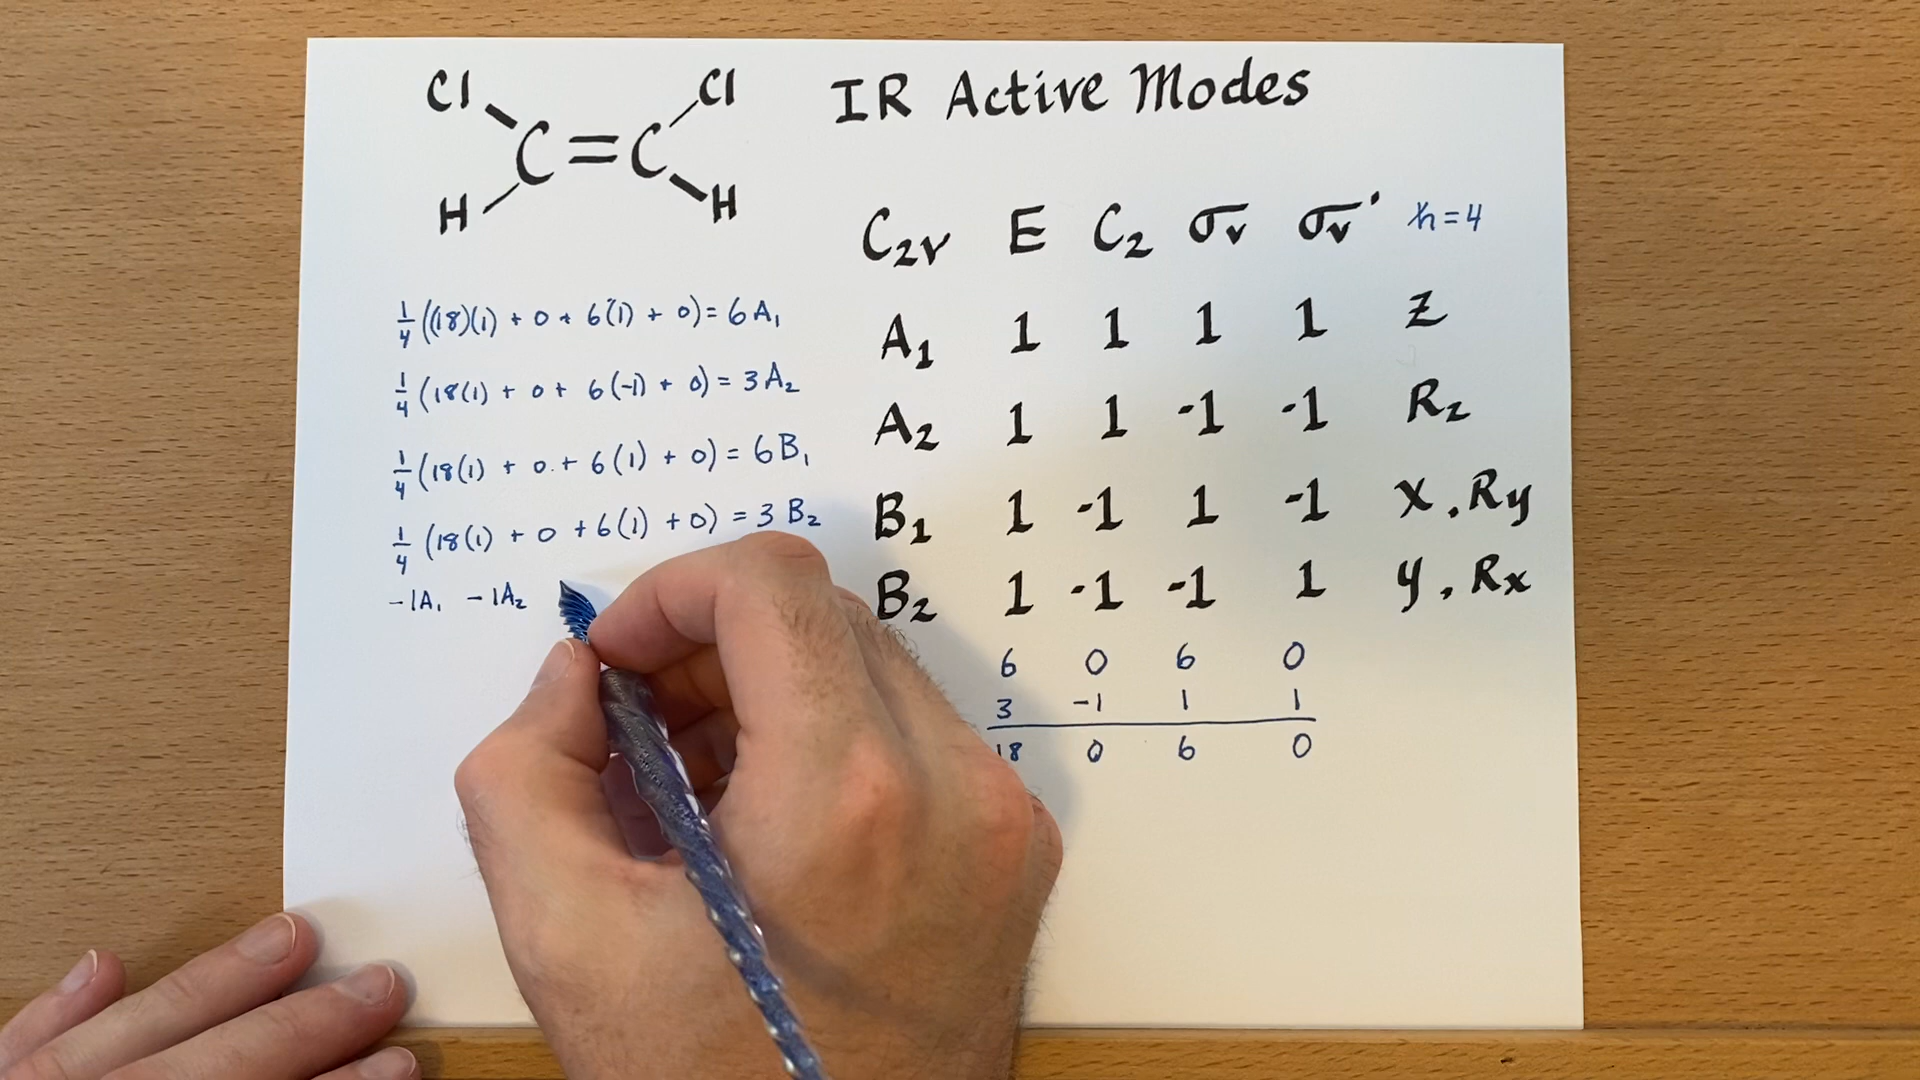 Cl Cl
C=C
H H
IR Active Modes
C2v E C2 σv σv' h=4
A1 1 1 1 1 Z
A2 1 1 -1 -1 Rz
B1 1 -1 1 -1 X, Ry
B2 1 -1 -1 1 y, Rx
6 0 6 0
3 -1 1 1
18 0 6 0
1/4 ((18)(1) + 0 + 6(1) + 0) = 6A1
1/4 (18(1) + 0 + 6(-1) + 0) = 3A2
1/4 (18(1) + 0 + 6(1) + 0) = 6B1
1/4 (18(1) + 0 + 6(1) + 0) = 3B2
-1A1 -1A2